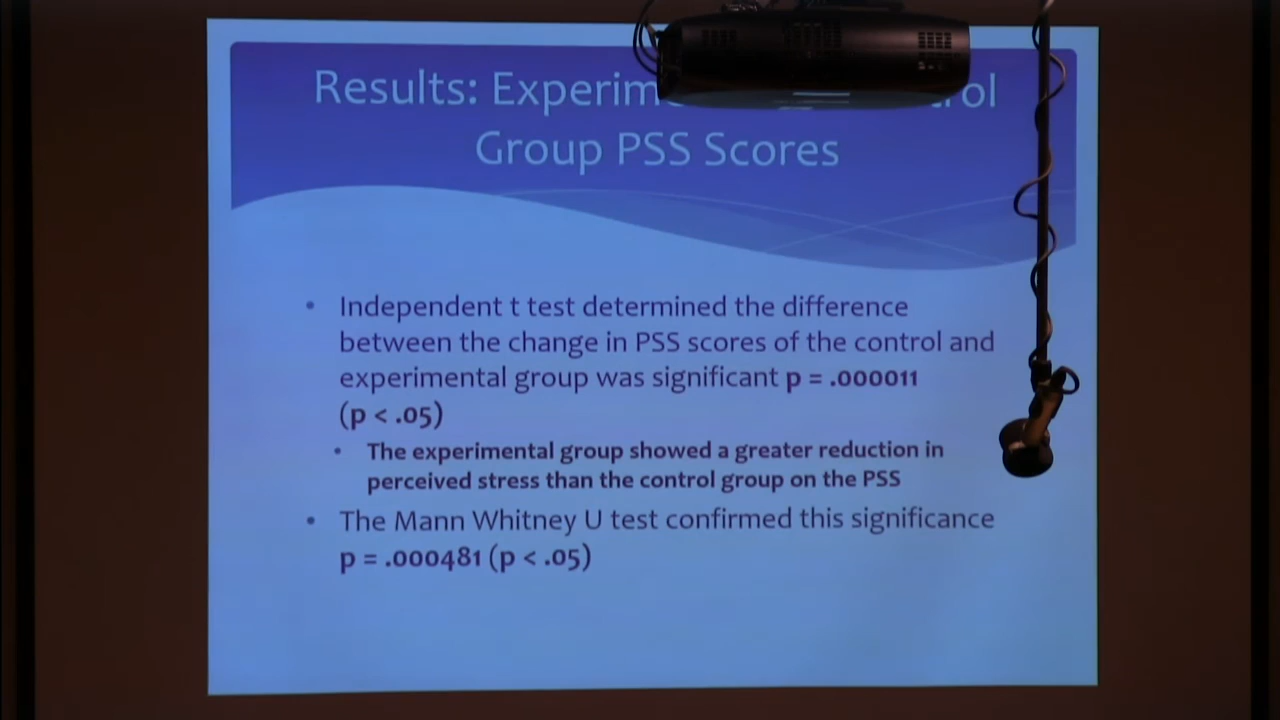 Results:
Group PSS Scores
• Independent t test determined the difference
between the change in PSS scores of the control and
experimental group was significant p = .000011
(p < .05)
• The experimental group showed a greater reduction in
perceived stress than the control group on the PSS
• The Mann Whitney U test confirmed this significance
p = .000481 (p < .05)